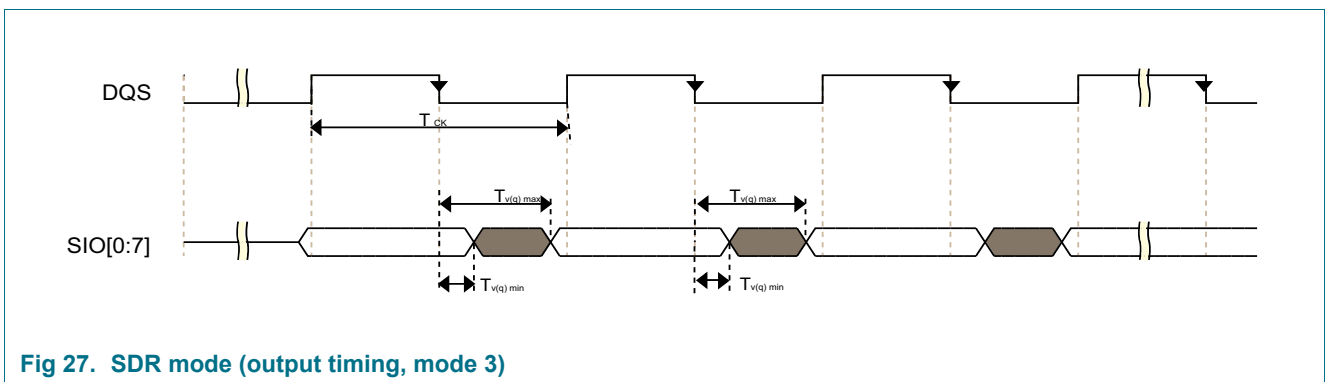 DQS
T CK
T v(q) max
T v(q) max
SIO[0:7]
T v(q) min
T v(q) min
Fig 27. SDR mode (output timing, mode 3)